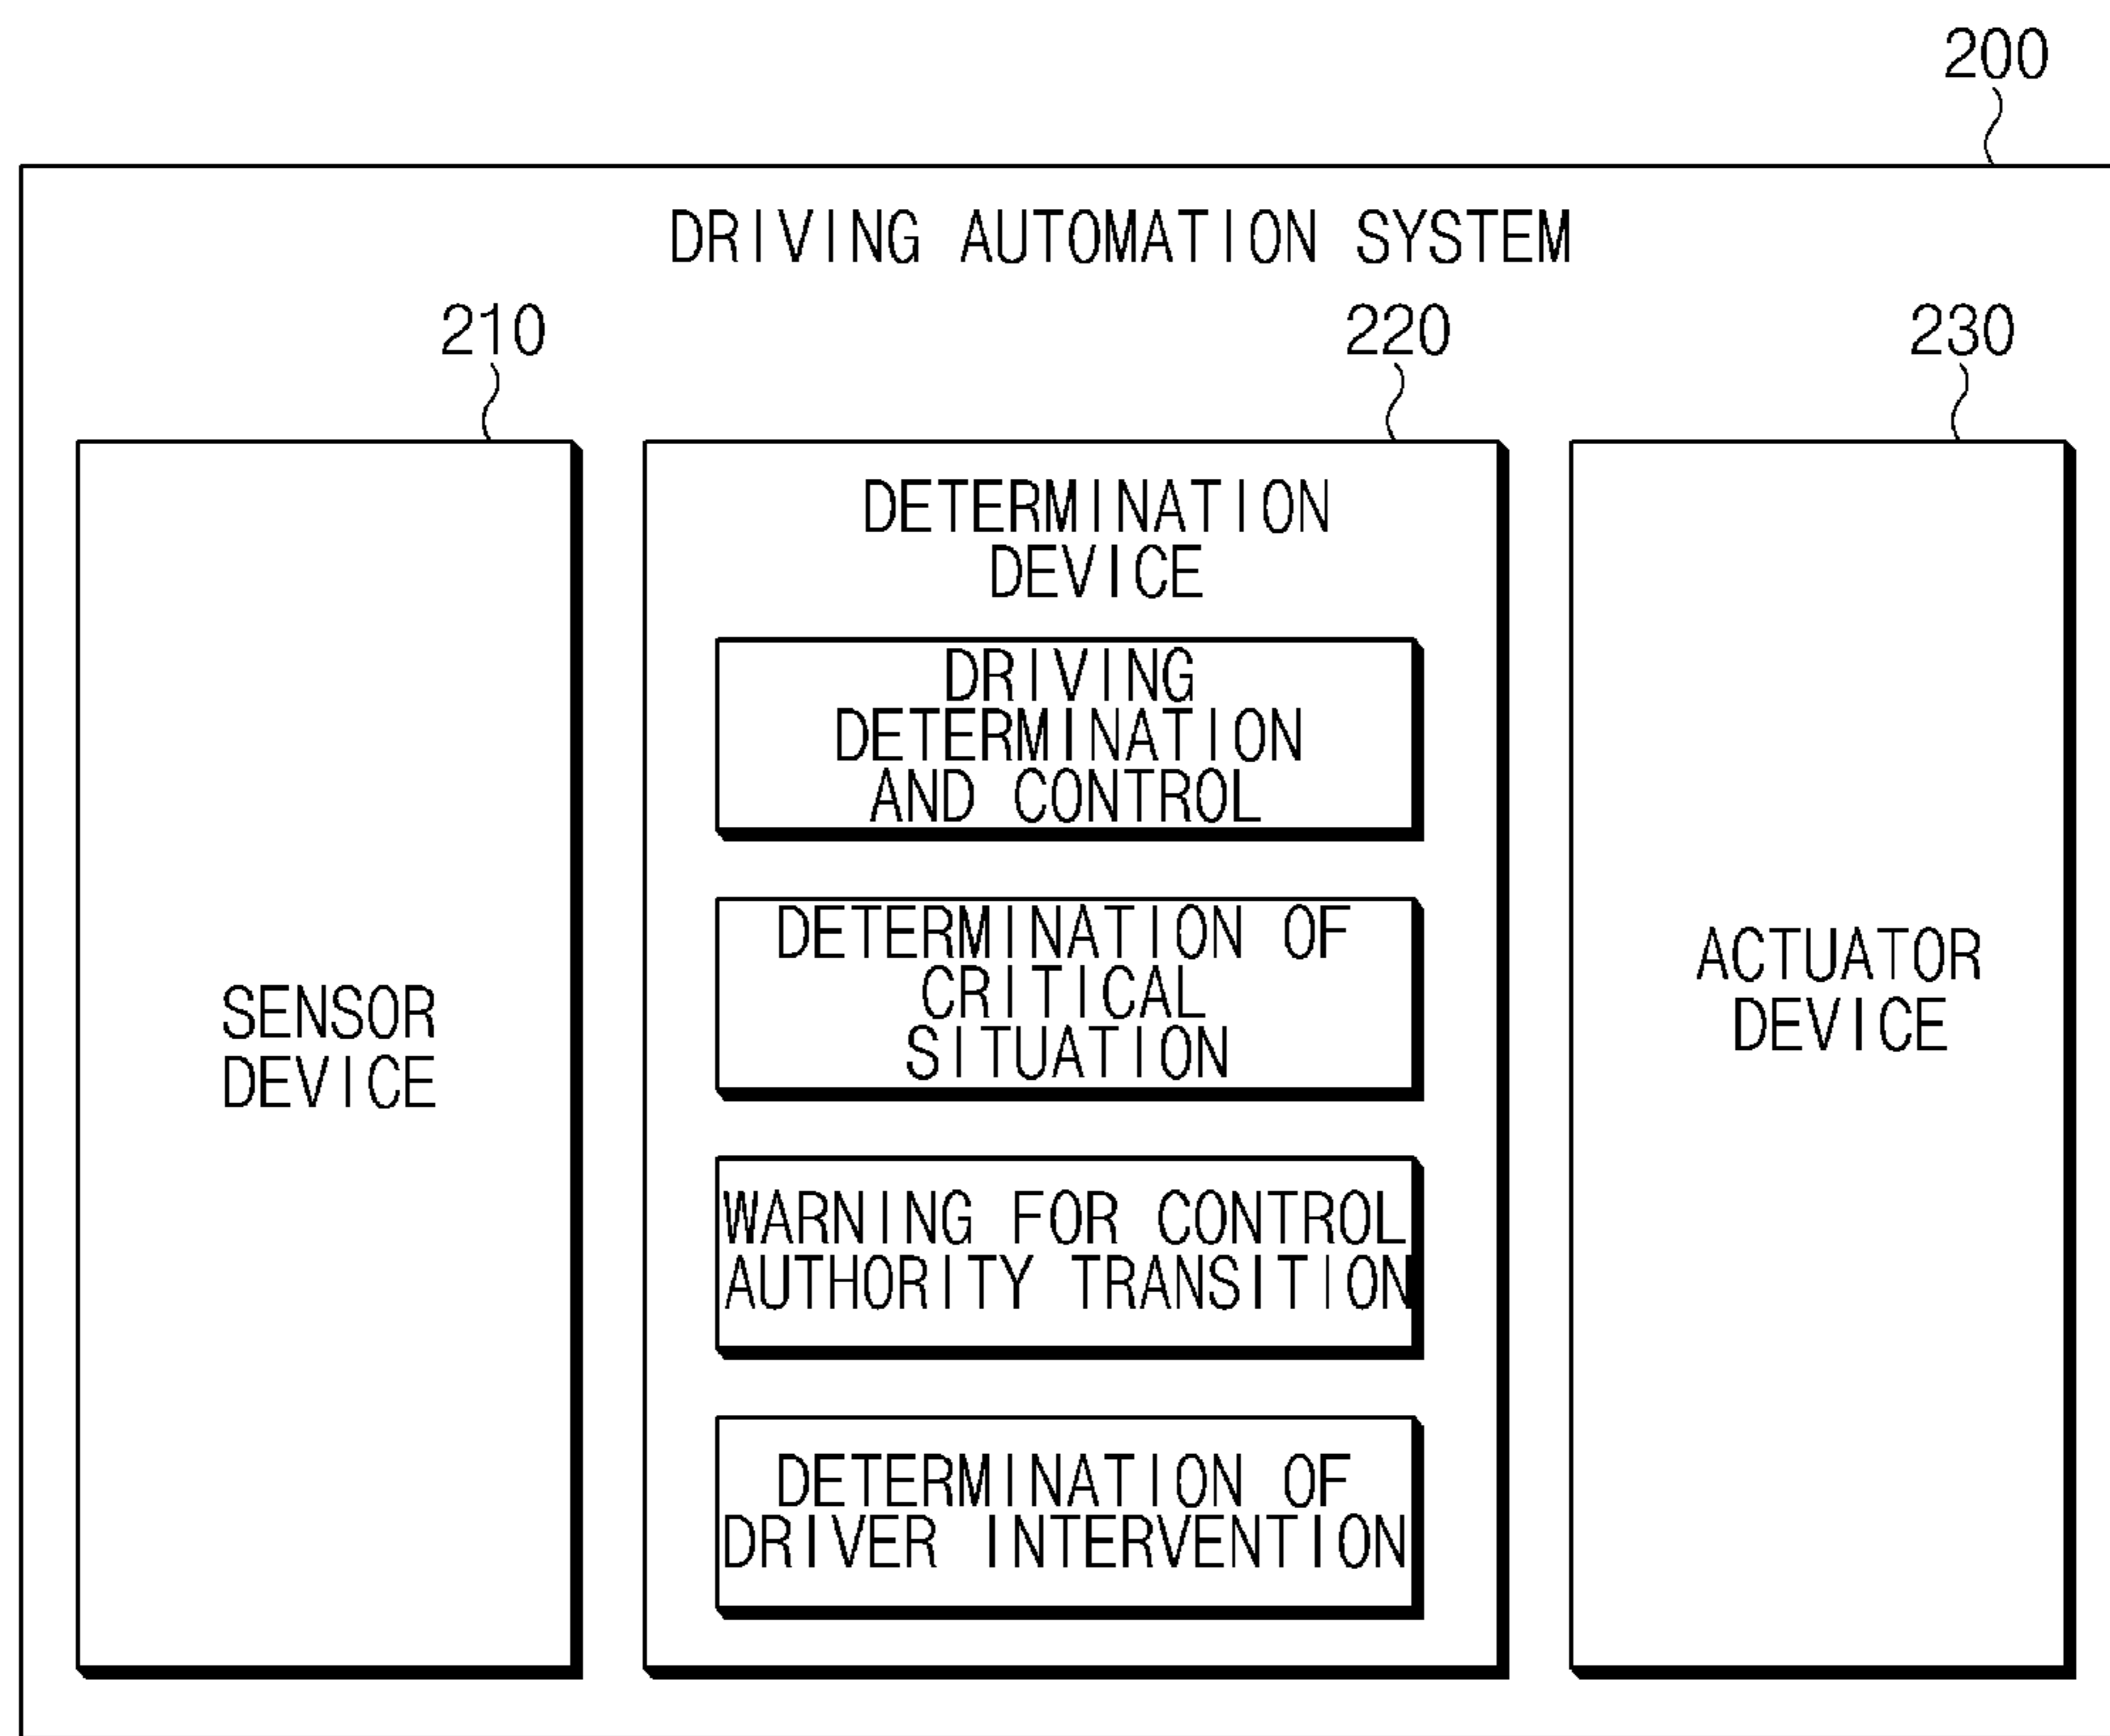 200
DRIVING AUTOMATION SYSTEM
210
220
230
SENSOR
DEVICE
DETERMINATION
DEVICE
DRIVING
DETERMINATION
AND CONTROL
DETERMINATION OF
CRITICAL
SITUATION
WARNING FOR CONTROL
AUTHORITY TRANSITION
DETERMINATION OF
DRIVER INTERVENTION
ACTUATOR
DEVICE